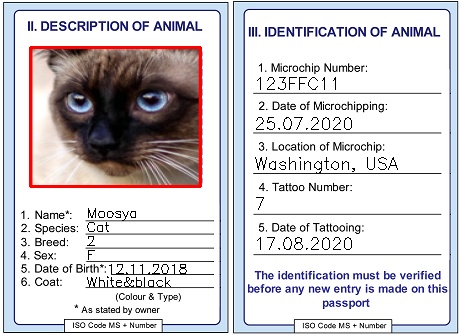 II. DESCRIPTION OF ANIMAL
1. Name*: Moosya
2. Species: Cat
3. Breed: 2
4. Sex: F
5. Date of Birth*: 12.11.2018
6. Coat: White&black
(Colour & Type)
* As stated by owner
ISO Code MS + Number
III. IDENTIFICATION OF ANIMAL
1. Microchip Number:
123FFC11
2. Date of Microchipping:
25.07.2020
3. Location of Microchip:
Washington, USA
4. Tattoo Number:
7
5. Date of Tattooing:
17.08.2020
The identification must be verified
before any new entry is made on this
passport
ISO Code MS + Number